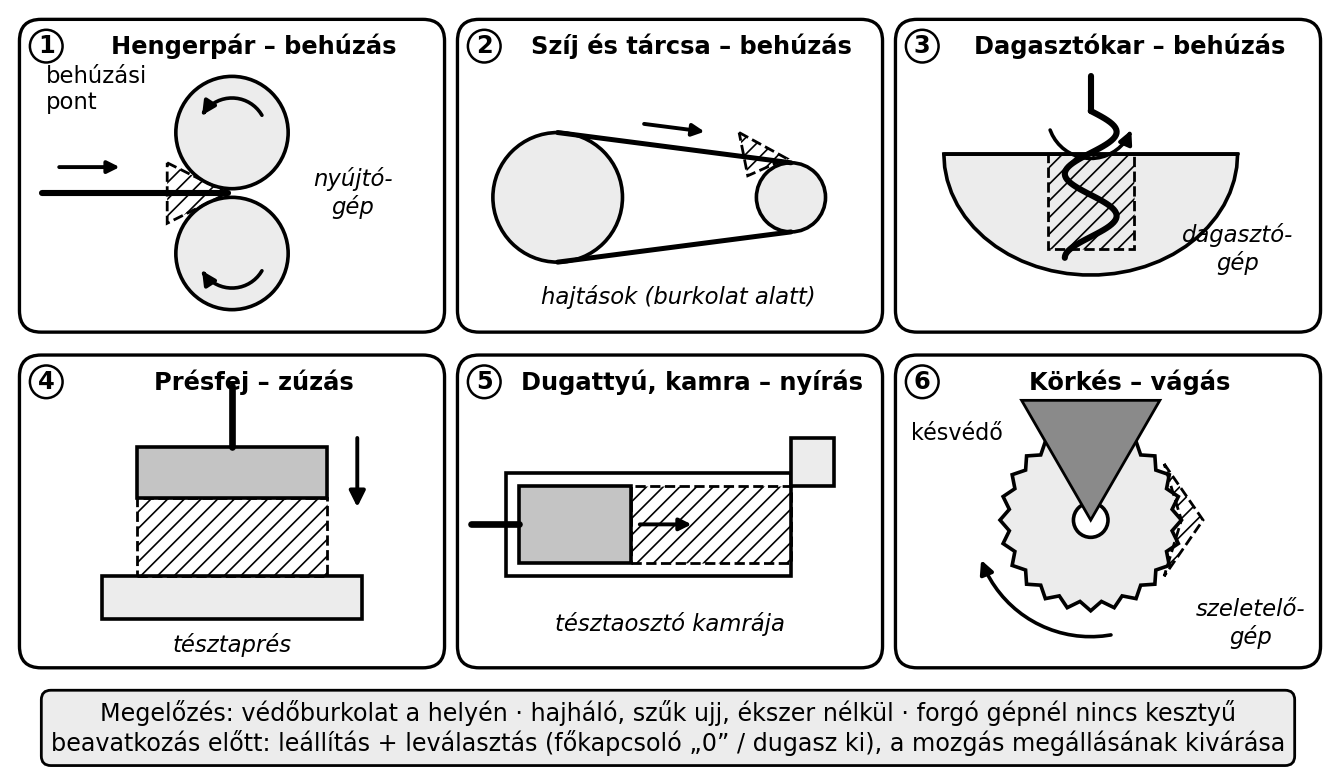 1 Hengerpár – behúzás
behúzási
pont
nyújtó-
gép
2 Szíj és tárcsa – behúzás
hajtások (burkolat alatt)
3 Dagasztókar – behúzás
dagasztó-
gép
4 Présfej – zúzás
tésztaprés
5 Dugattyú, kamra – nyírás
tésztaosztó kamrája
6 Körkés – vágás
késvédő
szeletelő-
gép
Megelőzés: védőburkolat a helyén · hajháló, szűk ujj, ékszer nélkül · forgó gépnél nincs kesztyű
beavatkozás előtt: leállítás + leválasztás (főkapcsoló „0” / dugasz ki), a mozgás megállásának kivárása